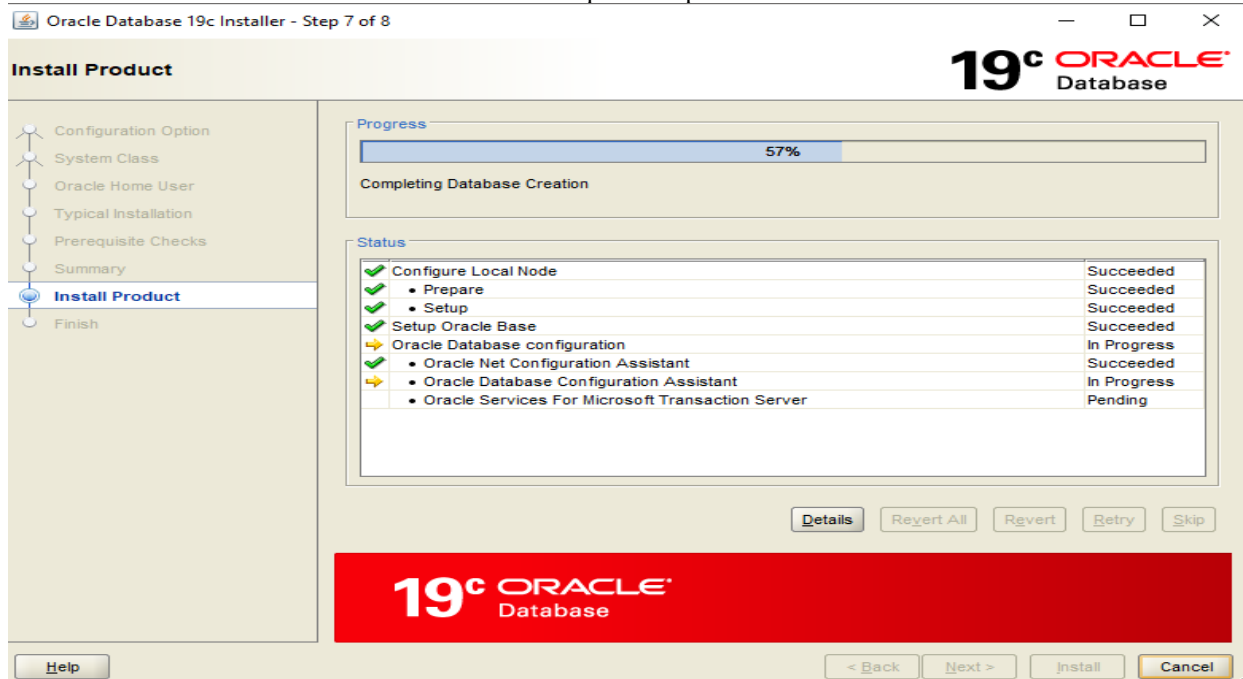 Oracle Database 19c Installer - Step 7 of 8
Install Product
19c ORACLE
Database
Configuration Option
System Class
Oracle Home User
Typical Installation
Prerequisite Checks
Summary
Install Product
Finish
Progress
57%
Completing Database Creation
Status
Configure Local Node Succeeded
• Prepare Succeeded
• Setup Succeeded
Setup Oracle Base Succeeded
Oracle Database configuration In Progress
• Oracle Net Configuration Assistant Succeeded
• Oracle Database Configuration Assistant In Progress
• Oracle Services For Microsoft Transaction Server Pending
Details Revert All Revert Retry Skip
19c ORACLE
Database
Help < Back Next > Install Cancel